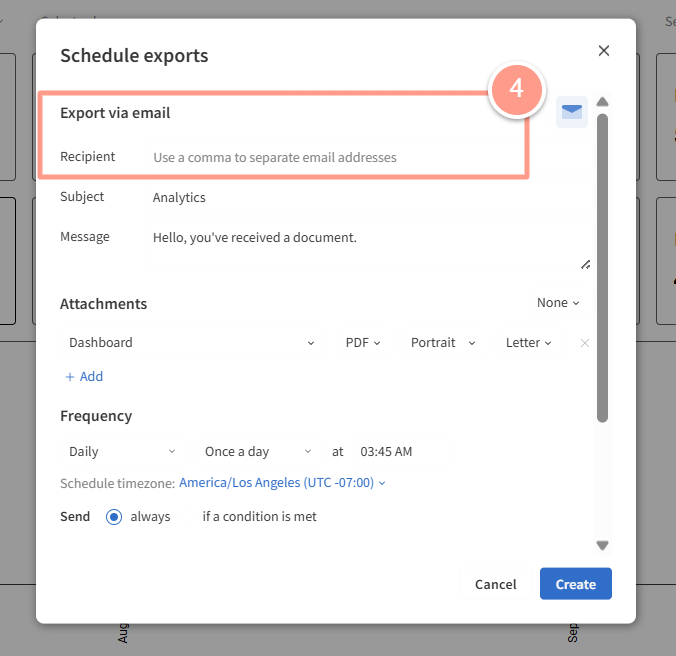 Schedule exports
4
Export via email
Recipient Use a comma to separate email addresses
Subject Analytics
Message Hello, you've received a document.
Attachments None
Dashboard PDF Portrait Letter
+ Add
Frequency
Daily Once a day at 03:45 AM
Schedule timezone: America/Los Angeles (UTC -07:00)
Send always if a condition is met
Cancel Create
Aug
Sep